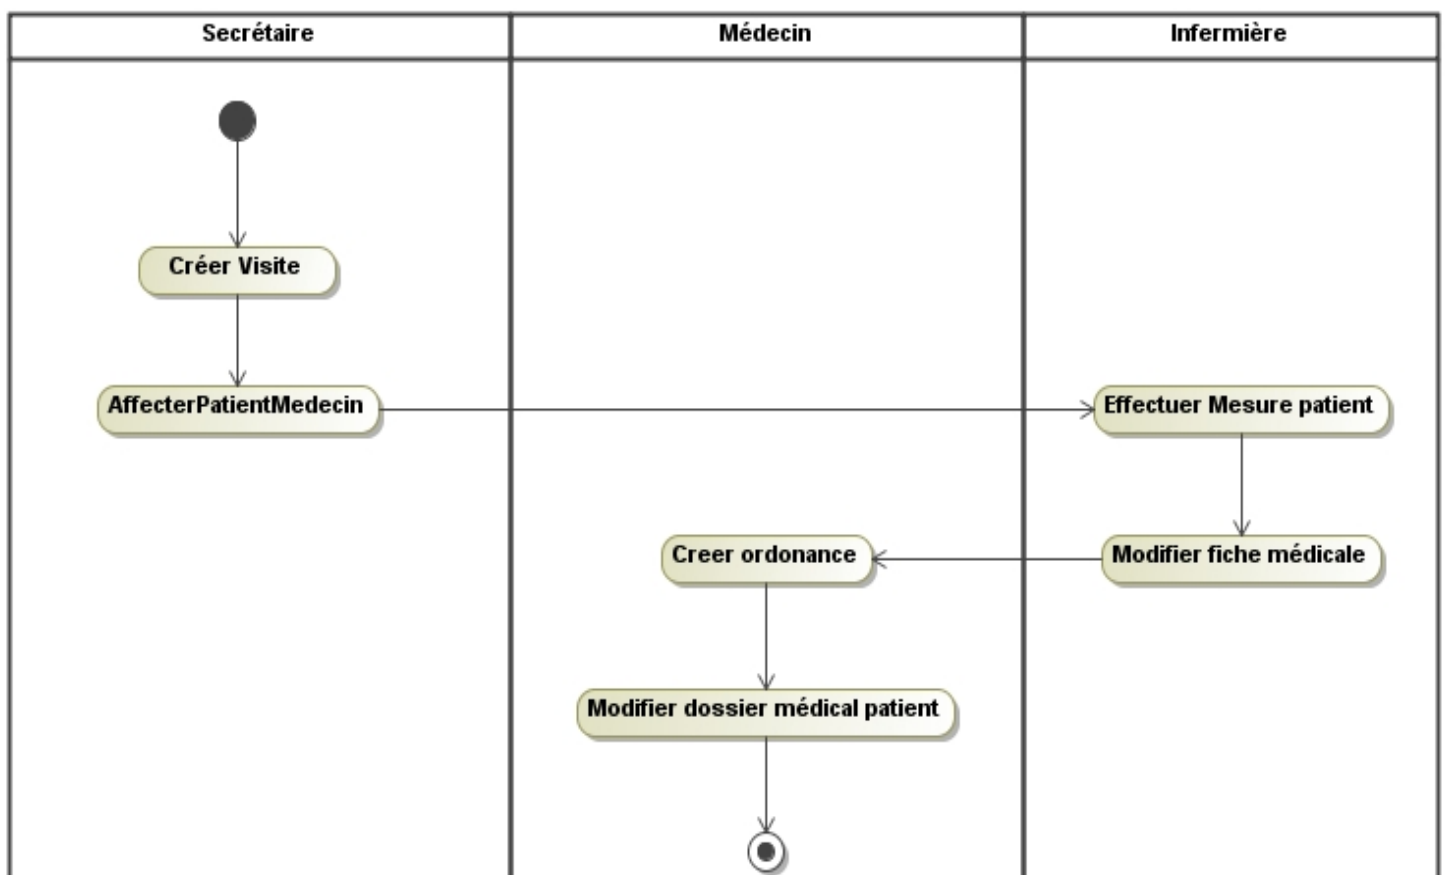 Secrétaire
Médecin
Infermière
Créer Visite
AffecterPatientMedecin
Effectuer Mesure patient
Creer ordonance
Modifier fiche médicale
Modifier dossier médical patient